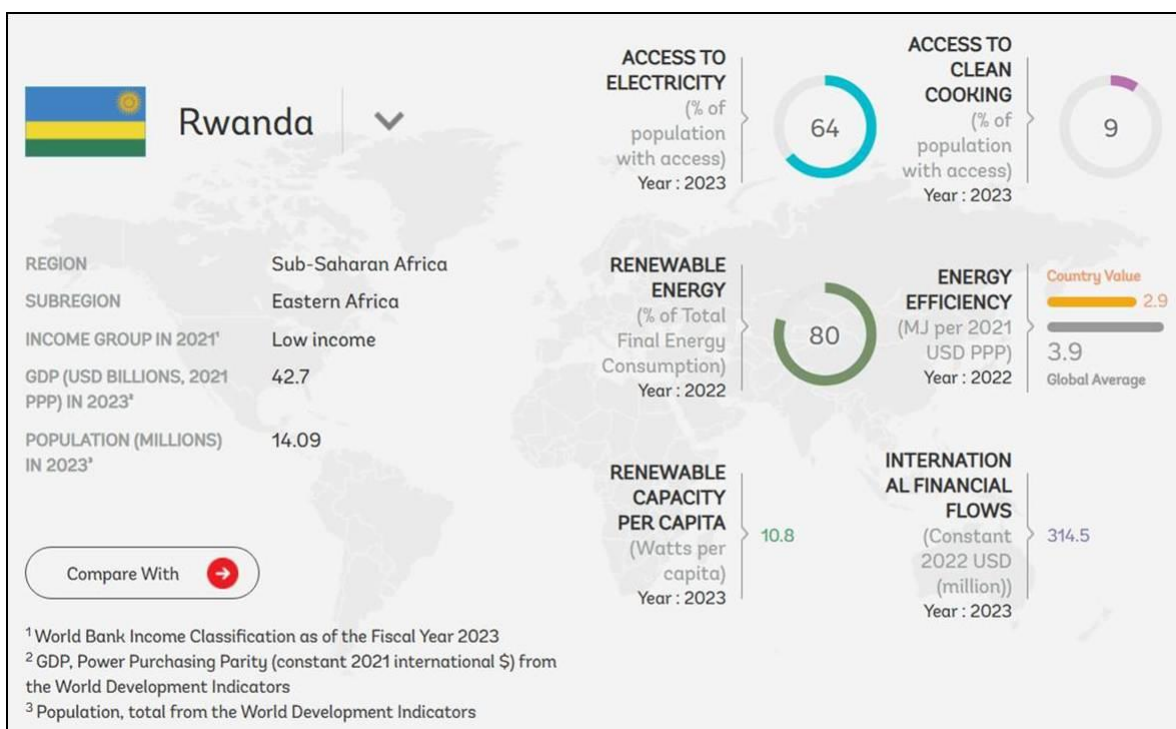 Rwanda
REGION Sub-Saharan Africa
SUBREGION Eastern Africa
INCOME GROUP IN 2021¹ Low income
GDP (USD BILLIONS, 2021 42.7
PPP) IN 2023²
POPULATION (MILLIONS) 14.09
IN 2023³
Compare With
¹ World Bank Income Classification as of the Fiscal Year 2023
² GDP, Power Purchasing Parity (constant 2021 international $) from
the World Development Indicators
³ Population, total from the World Development Indicators
ACCESS TO
ELECTRICITY
(% of
population
with access)
Year : 2023
64
ACCESS TO
CLEAN
COOKING
(% of
population
with access)
Year : 2023
9
RENEWABLE
ENERGY
(% of Total
Final Energy
Consumption)
Year : 2022
80
ENERGY
EFFICIENCY
(MJ per 2021
USD PPP)
Year : 2022
Country Value
2.9
3.9
Global Average
RENEWABLE
CAPACITY
PER CAPITA
(Watts per
capita)
Year : 2023
10.8
INTERNATION
AL FINANCIAL
FLOWS
(Constant
2022 USD
(million))
Year : 2023
314.5